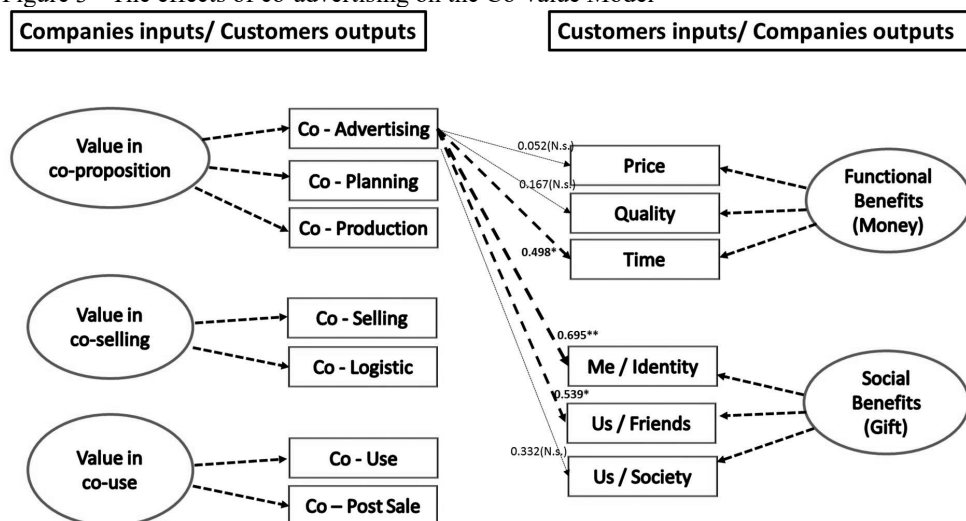 Figure 3 – The effects of co-advertising on the Co-Value Model
Companies inputs/ Customers outputs
Customers inputs/ Companies outputs
Value in
co-proposition
Co - Advertising
Co - Planning
Co - Production
Value in
co-selling
Co - Selling
Co - Logistic
Value in
co-use
Co - Use
Co – Post Sale
0.052(N.s.)
0.167(N.s.)
0.498*
0.695**
0.539*
0.332(N.s.)
Price
Quality
Time
Me / Identity
Us / Friends
Us / Society
Functional
Benefits
(Money)
Social
Benefits
(Gift)